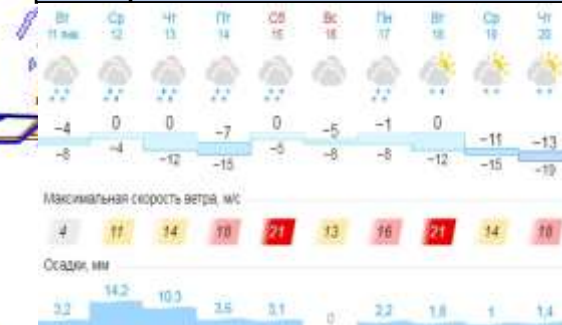 Вт Ср Чт Пт Сб Вс Пн Вт Ср Чт
11 янв 12 13 14 15 16 17 18 19 20
−4 0 0 −7 0 −5 −1 0 −11 −13
−8 −4 −12 −15 −5 −8 −8 −12 −15 −19
Максимальная скорость ветра, м/с
4 11 14 18 21 13 16 21 14 18
Осадки, мм
3,2 14,2 10,3 3,6 3,1 0 2,2 1,8 1 1,4